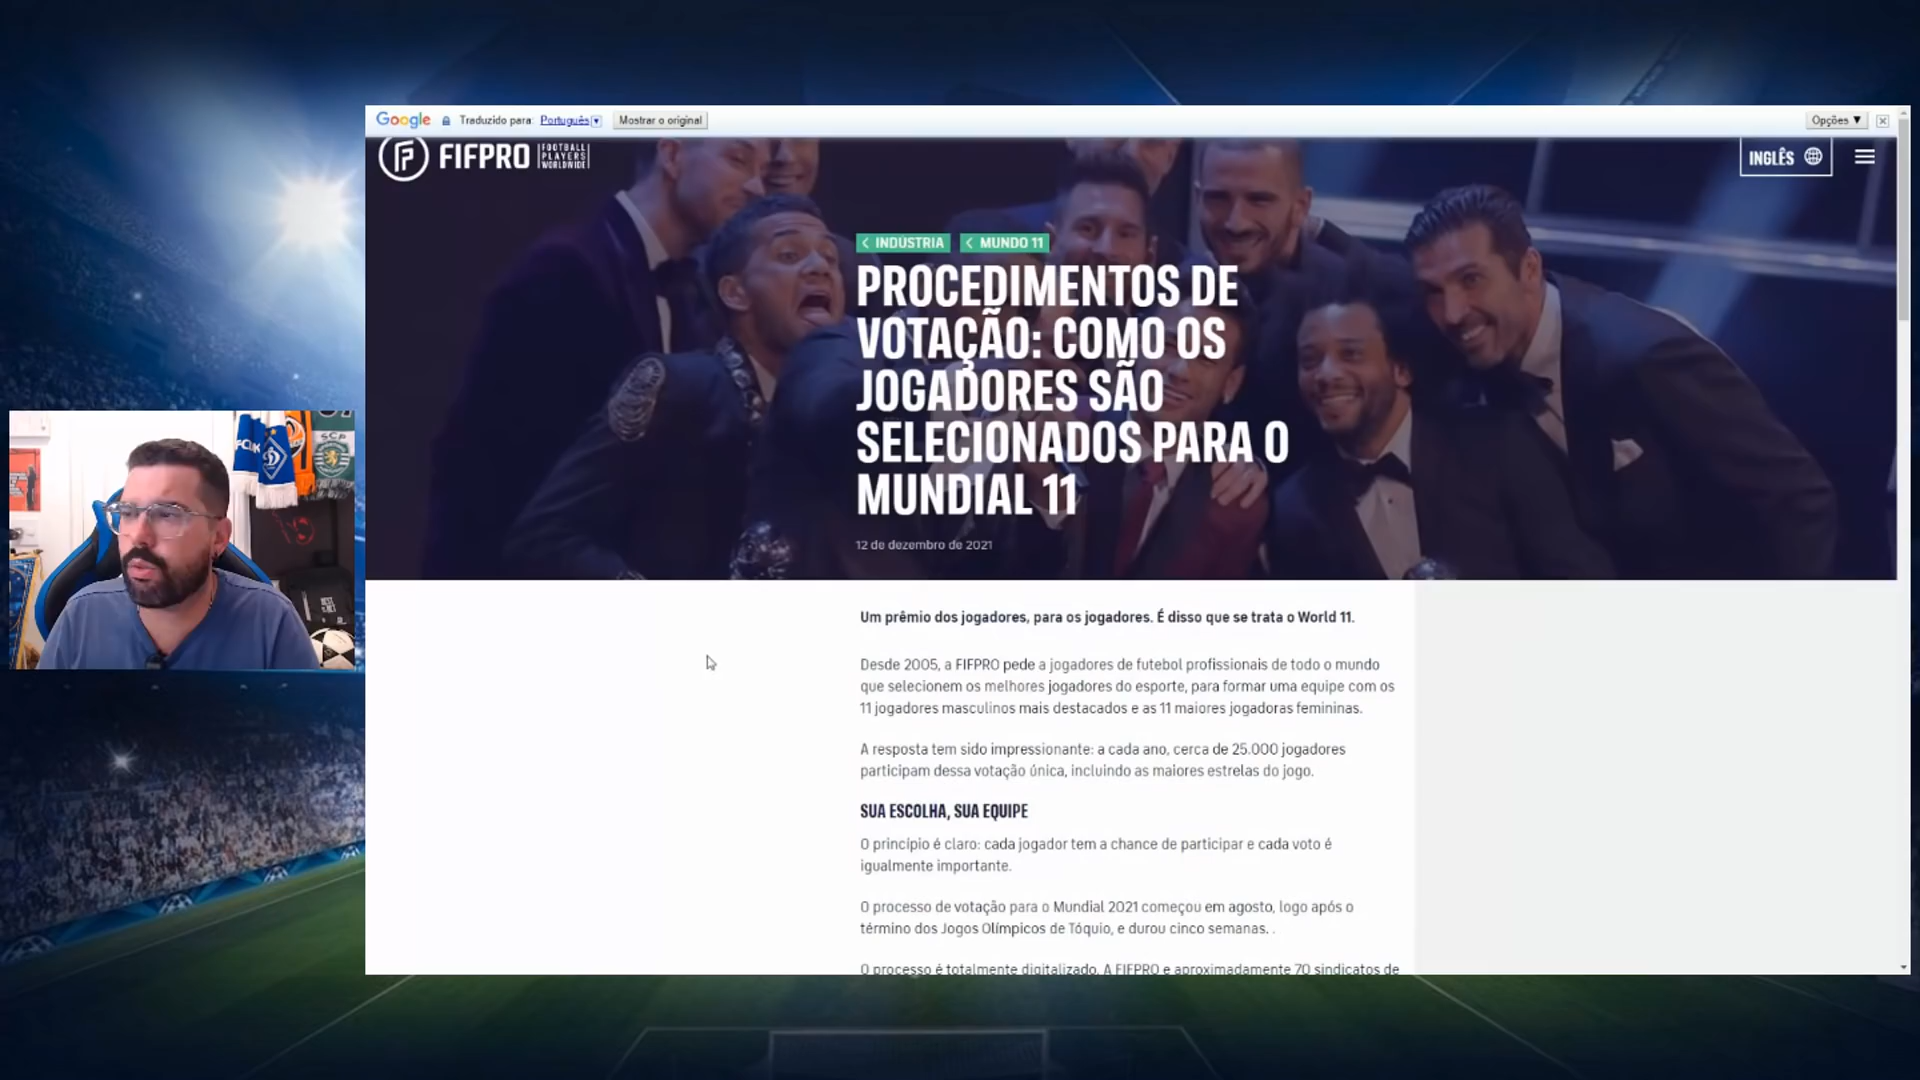 Google Traduzido para: Português Mostrar o original Opções ▼
FIFPRO FOOTBALL PLAYERS WORLDWIDE
INGLÊS
INDÚSTRIA MUNDO 11
PROCEDIMENTOS DE
VOTAÇÃO: COMO OS
JOGADORES SÃO
SELECIONADOS PARA O
MUNDIAL 11
12 de dezembro de 2021
SCP
Um prêmio dos jogadores, para os jogadores. É disso que se trata o World 11.
Desde 2005, a FIFPRO pede a jogadores de futebol profissionais de todo o mundo
que selecionem os melhores jogadores do esporte, para formar uma equipe com os
11 jogadores masculinos mais destacados e as 11 maiores jogadoras femininas.
A resposta tem sido impressionante: a cada ano, cerca de 25.000 jogadores
participam dessa votação única, incluindo as maiores estrelas do jogo.
SUA ESCOLHA, SUA EQUIPE
O princípio é claro: cada jogador tem a chance de participar e cada voto é
igualmente importante.
O processo de votação para o Mundial 2021 começou em agosto, logo após o
término dos Jogos Olímpicos de Tóquio, e durou cinco semanas. .
O processo é totalmente digitalizado. A FIFPRO e aproximadamente 70 sindicatos de